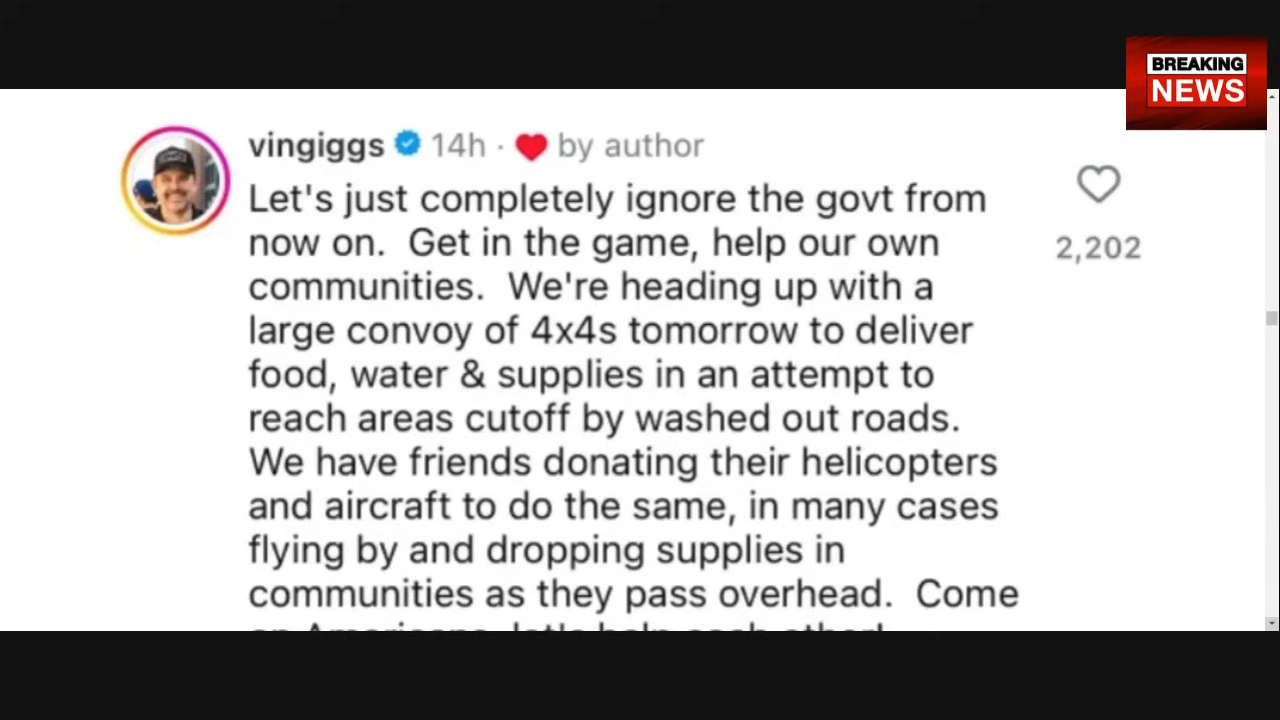 BREAKING
NEWS
vingiggs 14h · by author
Let's just completely ignore the govt from
now on.  Get in the game, help our own
communities.  We're heading up with a
large convoy of 4x4s tomorrow to deliver
food, water & supplies in an attempt to
reach areas cutoff by washed out roads.
We have friends donating their helicopters
and aircraft to do the same, in many cases
flying by and dropping supplies in
communities as they pass overhead.  Come
2,202